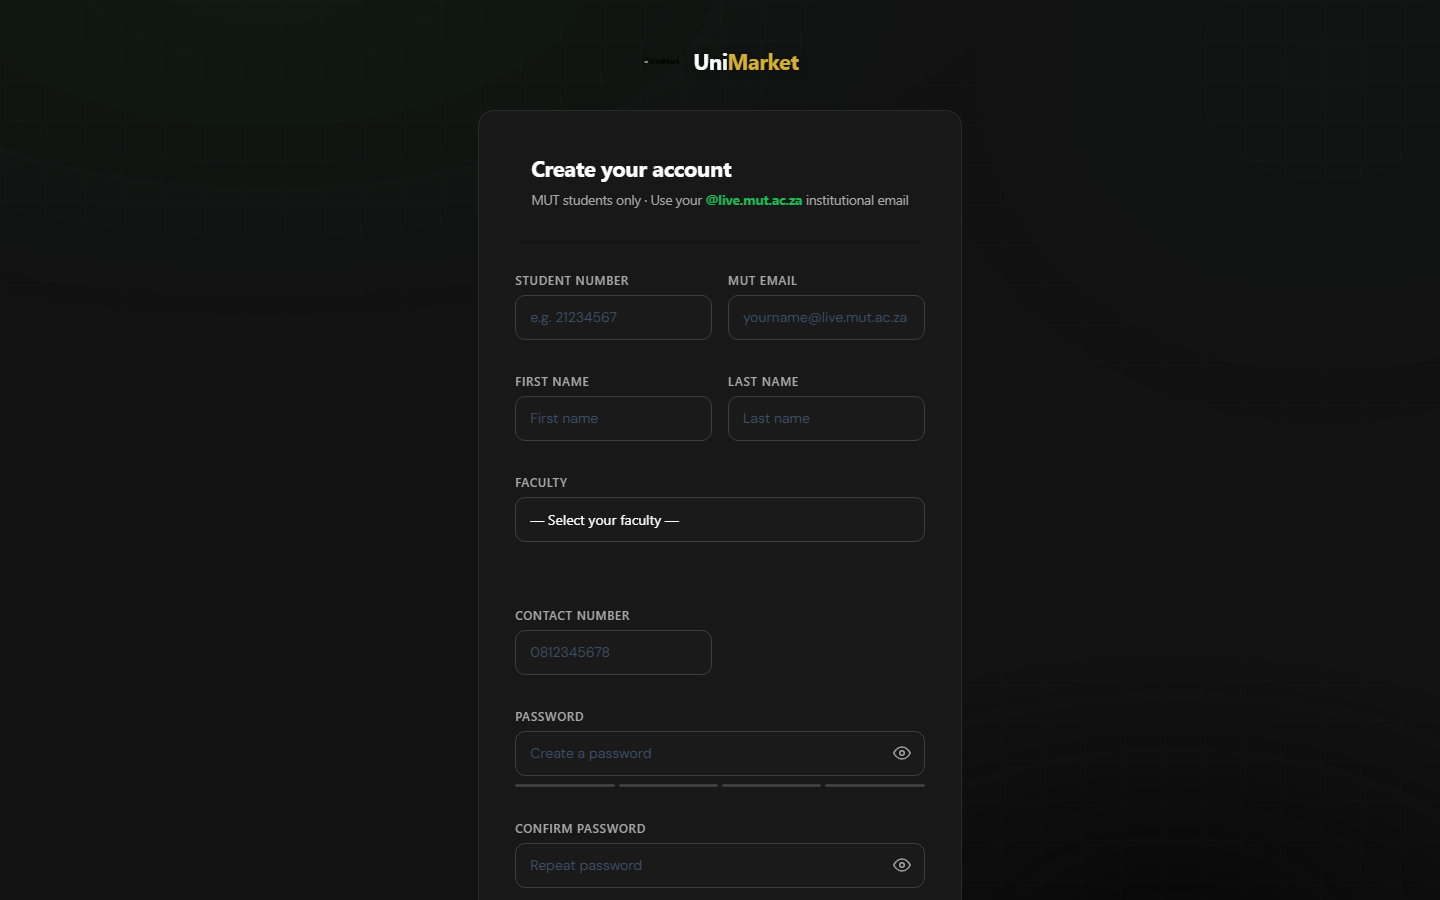 UniMarket
Create your account
MUT students only · Use your @live.mut.ac.za institutional email
STUDENT NUMBER
MUT EMAIL
e.g. 21234567
yourname@live.mut.ac.za
FIRST NAME
LAST NAME
First name
Last name
FACULTY
— Select your faculty —
CONTACT NUMBER
0812345678
PASSWORD
Create a password
CONFIRM PASSWORD
Repeat password